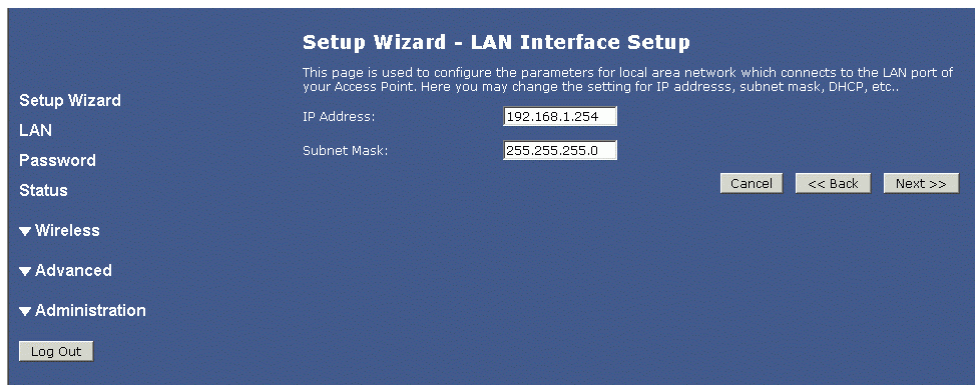 Setup Wizard - LAN Interface Setup
This page is used to configure the parameters for local area network which connects to the LAN port of
your Access Point. Here you may change the setting for IP addresss, subnet mask, DHCP, etc..
Setup Wizard
LAN
Password
Status
Wireless
Advanced
Administration
Log Out
IP Address: 192.168.1.254
Subnet Mask: 255.255.255.0
Cancel << Back Next >>